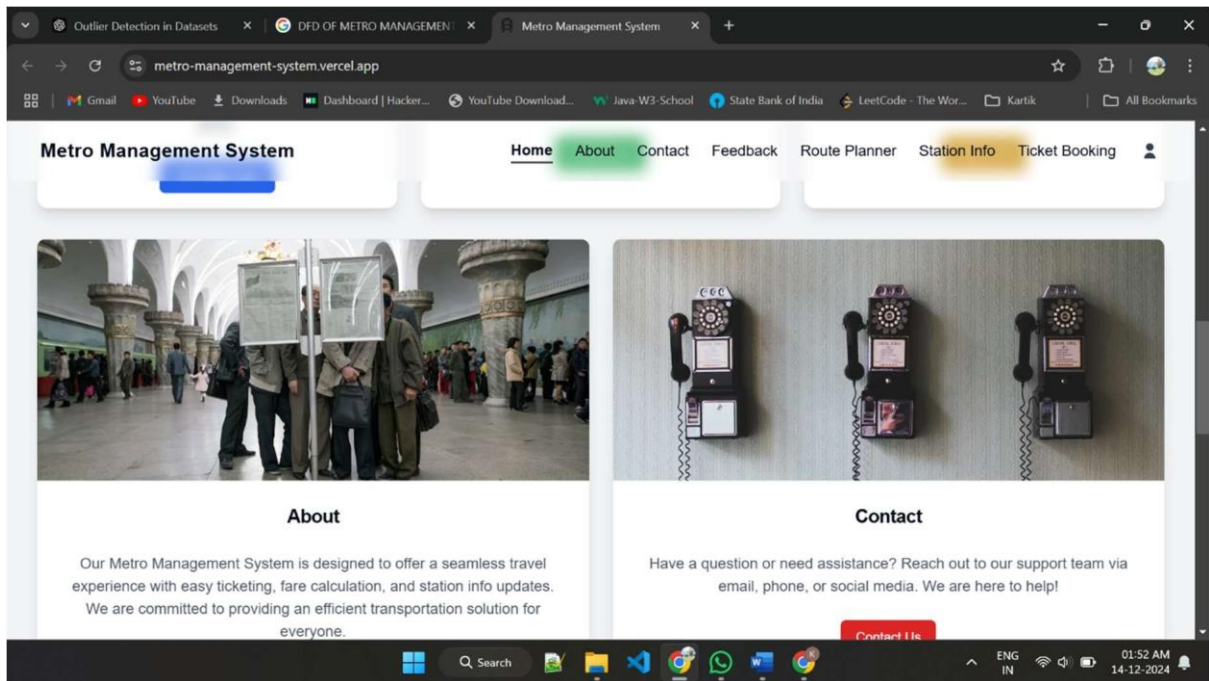 Outlier Detection in Datasets
DFD OF METRO MANAGEMENT
Metro Management System
metro-management-system.vercel.app
Gmail
YouTube
Downloads
Dashboard | Hacker...
YouTube Download...
Java-W3-School
State Bank of India
LeetCode - The Wor...
Kartik
All Bookmarks
Metro Management System
Home
About
Contact
Feedback
Route Planner
Station Info
Ticket Booking
About
Our Metro Management System is designed to offer a seamless travel
experience with easy ticketing, fare calculation, and station info updates.
We are committed to providing an efficient transportation solution for
everyone.
Contact
Have a question or need assistance? Reach out to our support team via
email, phone, or social media. We are here to help!
Contact Us
Search
ENG
IN
01:52 AM
14-12-2024